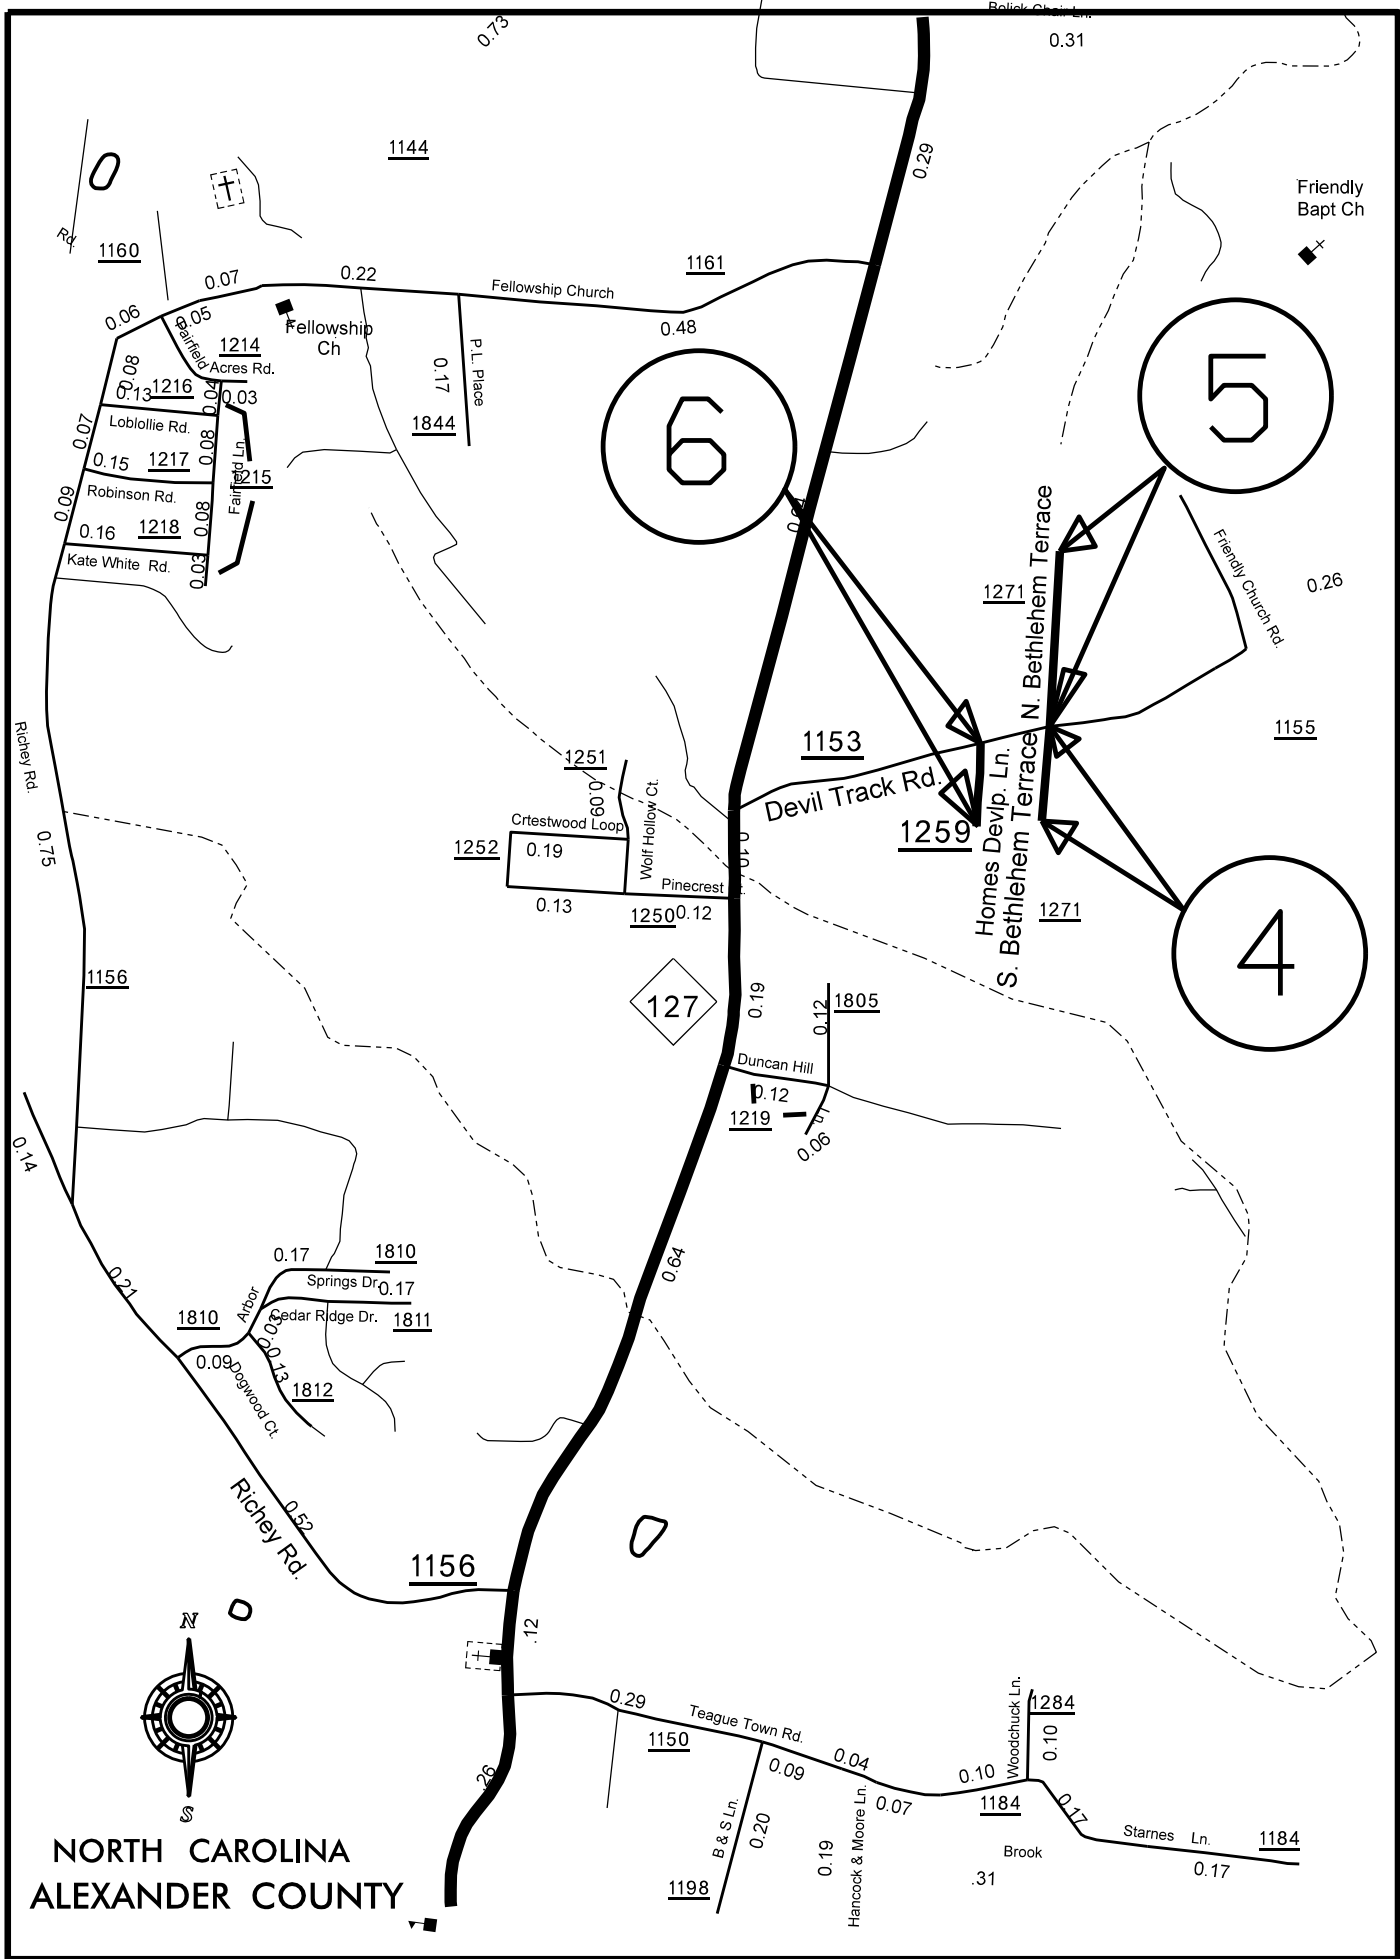 Bolick Chair Ln.
0.73
0.31
1144
0.29
Friendly
Bapt Ch
Rd.
1160
0.07
0.22
1161
Fellowship Church
0.06
0.05
0.48
Fellowship
Ch
Fairfield
Acres Rd.
1214
0.08
0.13
1216
0.04
0.03
0.17
P.L. Place
1844
Loblollie Rd.
0.07
0.08
0.15
1217
Fairfield Ln.
1215
Robinson Rd.
0.09
0.08
0.16
1218
Kate White Rd.
0.03
6
5
N. Bethlehem Terrace
1271
Friendly Church Rd.
0.26
1155
Richey Rd.
0.75
1153
Devil Track Rd.
1259
Homes Devlp. Ln.
S. Bethlehem Terrace
1271
4
1251
0.09
Crtestwood Loop
Wolf Hollow Ct.
1252
0.19
0.10
Pinecrest
0.13
1250
0.12
1156
127
0.19
0.12
1805
Duncan Hill
0.12
1219
Ln.
0.06
0.14
0.64
0.21
0.17
1810
Springs Dr.
0.17
Arbor
1810
Cedar Ridge Dr.
1811
0.03
0.09
0.13
Dogwood Ct.
1812
Richey Rd.
0.52
1156
.12
N
S
0.29
Teague Town Rd.
1150
0.09
0.04
0.07
0.10
1184
Woodchuck Ln.
1284
0.10
0.17
Starnes Ln.
1184
0.17
.26
B & S Ln.
0.20
1198
0.19
Hancock & Moore Ln.
Brook
.31
NORTH CAROLINA
ALEXANDER COUNTY